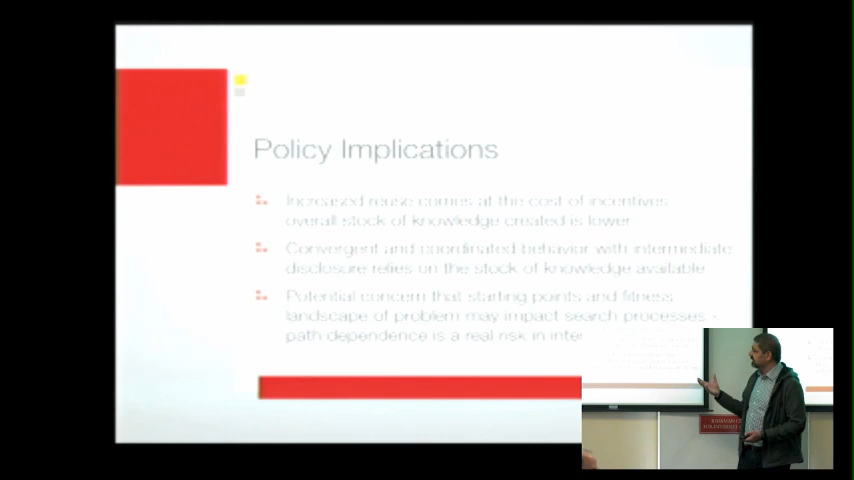 Policy Implications
Increased reuse comes at the cost of incentives
overall stock of knowledge created is lower
Convergent and coordinated behavior with intermediate
disclosure relies on the stock of knowledge available
Potential concern that starting points and fitness
landscape of problem may impact search processes -
path dependence is a real risk in
FOR INTERNET